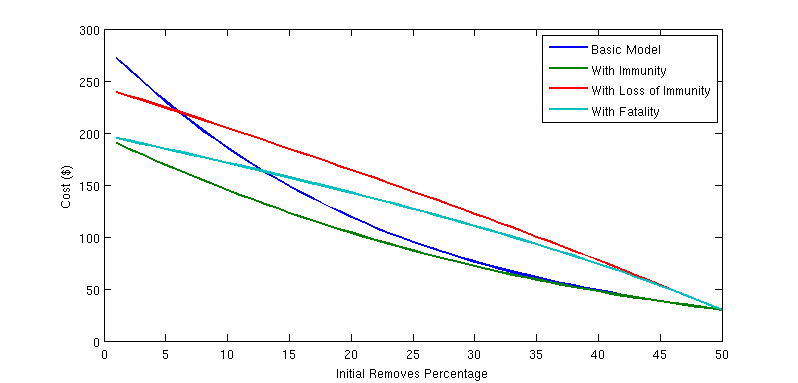 300
250
200
150
100
50
0
Cost ($)
Basic Model
With Immunity
With Loss of Immunity
With Fatality
0 5 10 15 20 25 30 35 40 45 50
Initial Removes Percentage